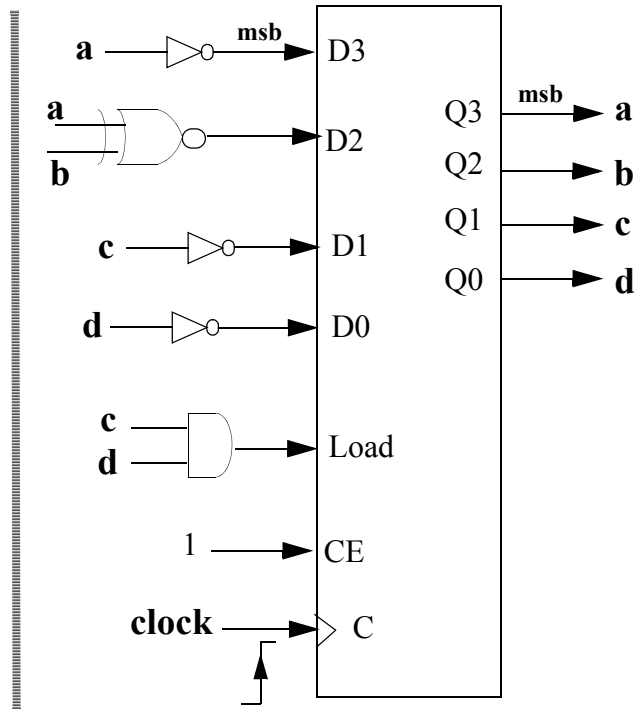 a msb D3
a
b D2
c D1
d D0
c
d Load
1 CE
clock C
Q3 msb a
Q2 b
Q1 c
Q0 d